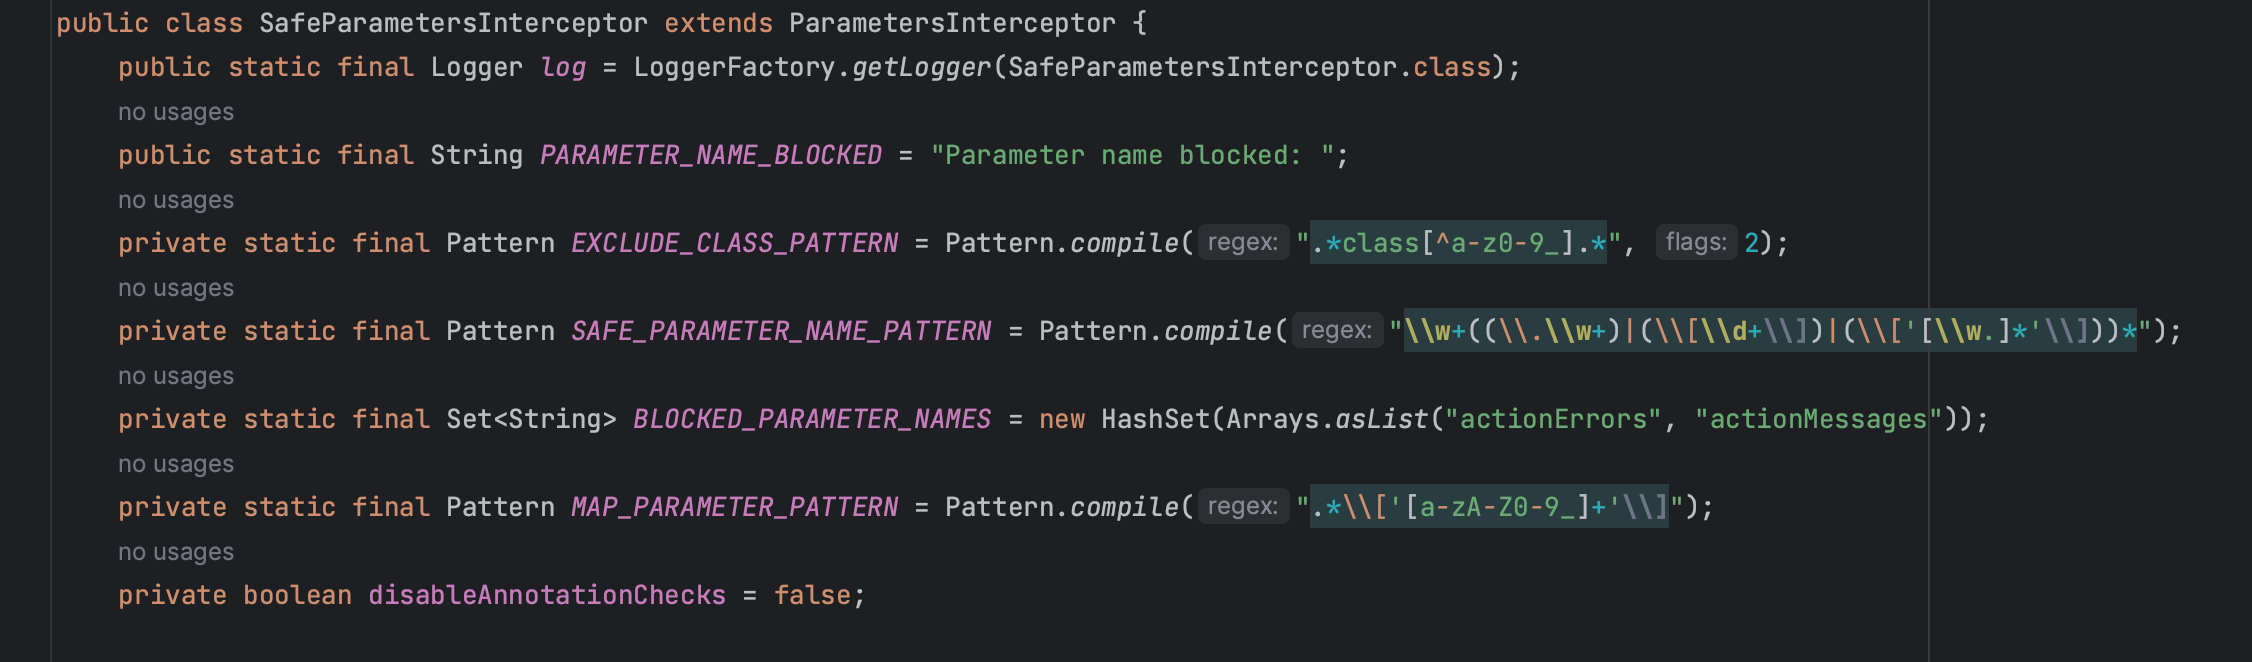 public class SafeParametersInterceptor extends ParametersInterceptor {
public static final Logger log = LoggerFactory.getLogger(SafeParametersInterceptor.class);
no usages
public static final String PARAMETER_NAME_BLOCKED = "Parameter name blocked: ";
no usages
private static final Pattern EXCLUDE_CLASS_PATTERN = Pattern.compile( regex: ".*class[^a-z0-9_].*", flags: 2);
no usages
private static final Pattern SAFE_PARAMETER_NAME_PATTERN = Pattern.compile( regex: "\\w+((\\.\\w+)|(\\[\\d+\\])|(\\['[\\w.]*'\\]))*");
no usages
private static final Set<String> BLOCKED_PARAMETER_NAMES = new HashSet(Arrays.asList("actionErrors", "actionMessages"));
no usages
private static final Pattern MAP_PARAMETER_PATTERN = Pattern.compile( regex: ".*\\['[a-zA-Z0-9_]+'\\]");
no usages
private boolean disableAnnotationChecks = false;